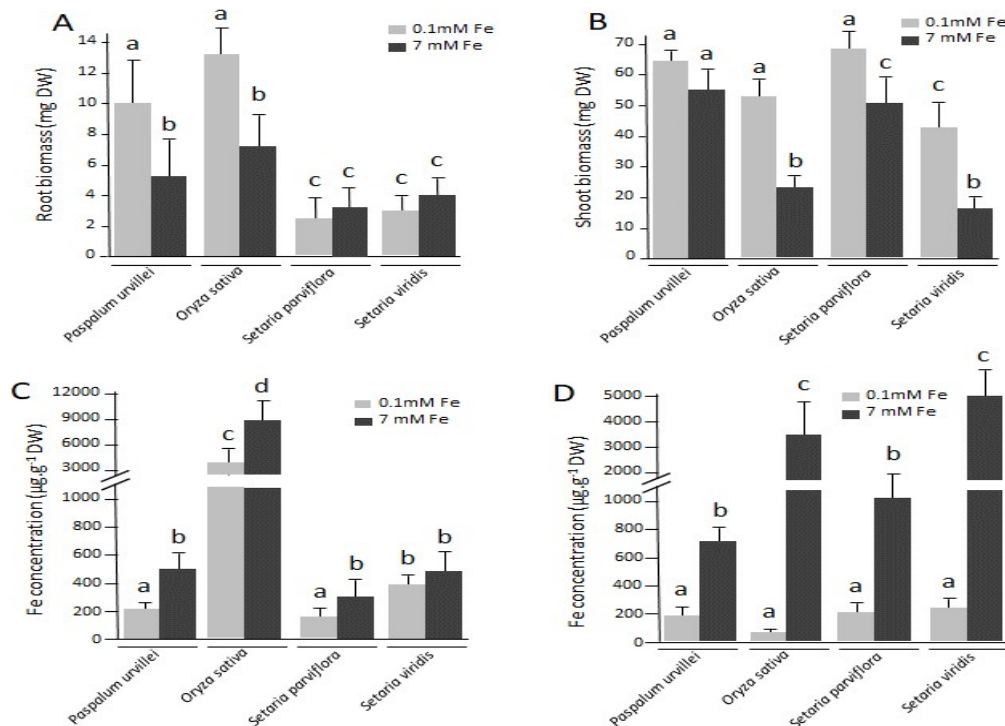 A
0.1mM Fe
7 mM Fe
Root biomass (mg DW)
14
12
10
8
6
4
2
0
a
b
a
b
c
c
c
c
Paspalum urvillei
Oryza sativa
Setaria parviflora
Setaria viridis
B
0.1mM Fe
7 mM Fe
Shoot biomass (mg DW)
70
60
50
40
30
20
10
0
a
a
a
b
a
c
c
b
Paspalum urvillei
Oryza sativa
Setaria parviflora
Setaria viridis
C
0.1mM Fe
7 mM Fe
Fe concentration (µg.g⁻¹ DW)
12000
9000
6000
3000
1000
800
600
400
200
0
a
b
c
d
a
b
b
b
Paspalum urvillei
Oryza sativa
Setaria parviflora
Setaria viridis
D
0.1mM Fe
7 mM Fe
Fe concentration (µg.g⁻¹ DW)
5000
4000
3000
2000
1000
800
600
400
200
0
a
b
a
c
a
b
a
c
Paspalum urvillei
Oryza sativa
Setaria parviflora
Setaria viridis